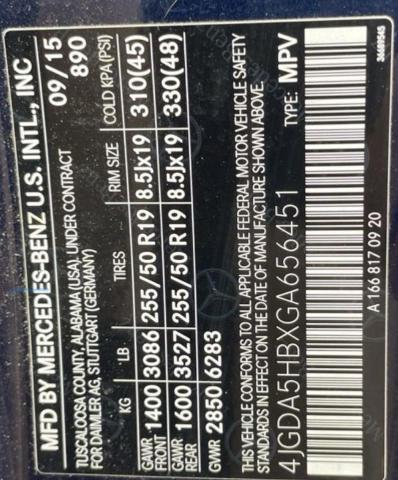 MFD BY MERCEDES-BENZ U.S. INTL., INC
TUSCALOOSA COUNTY, ALABAMA (USA), UNDER CONTRACT 09/15
FOR DAIMLER AG, STUTTGART (GERMANY) 890
KG LB TIRES RIM SIZE COLD KPA (PSI)
GAWR FRONT 1400 3086 255/50 R19 8.5Jx19 310(45)
GAWR REAR 1600 3527 255/50 R19 8.5Jx19 330(48)
GVWR 2850 6283
THIS VEHICLE CONFORMS TO ALL APPLICABLE FEDERAL MOTOR VEHICLE SAFETY
STANDARDS IN EFFECT ON THE DATE OF MANUFACTURE SHOWN ABOVE.
4JGDA5HBXGA656451 TYPE: MPV
A 166 817 09 20